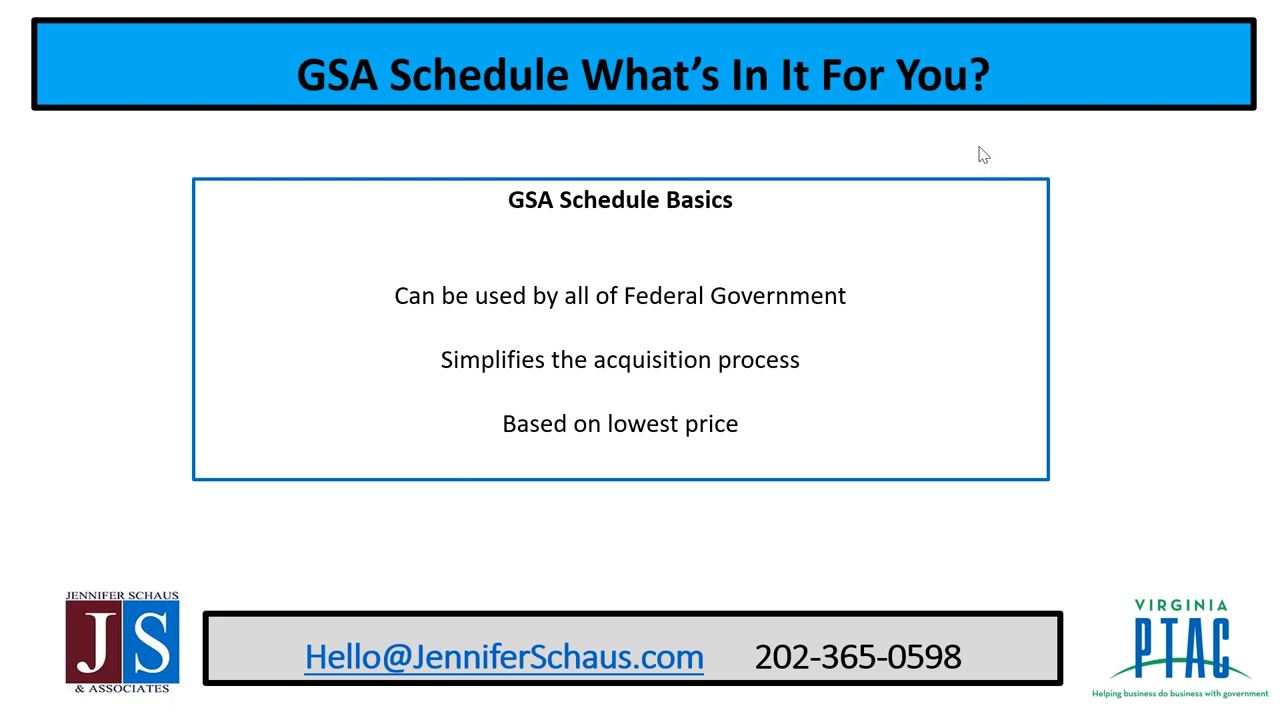 GSA Schedule What's In It For You?
GSA Schedule Basics
Can be used by all of Federal Government
Simplifies the acquisition process
Based on lowest price
JENNIFER SCHAUS
JS
& ASSOCIATES
Hello@JenniferSchaus.com 202-365-0598
VIRGINIA
PTAC
Helping business do business with government